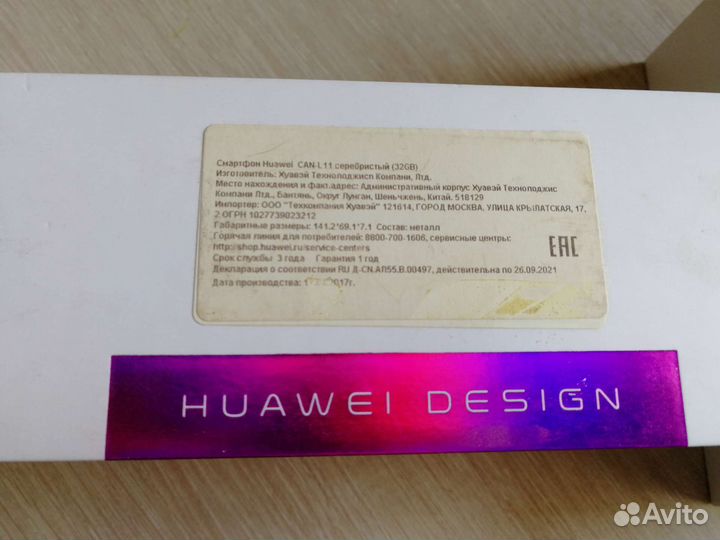 Смартфон Huawei CAN-L11 серебристый (32GB)
Изготовитель: Хуавэй Технолоджисп Компани, Лтд.
Место нахождения и факт.адрес: Административный корпус Хуавэй Технолоджис
Компани Лтд., Бантянь, Округ Лунган, Шеньчжень, Китай. 518129
Импортер: ООО "Техкомпания Хуавэй" 121614, ГОРОД МОСКВА, УЛИЦА КРЫЛАТСКАЯ, 17,
2 ОГРН 1027739023212
Габаритные размеры: 141.2*69.1*7.1 Состав: неталл
Горячая линия для потребителей: 8800-700-1606, сервисные центры:
http://shop.huawei.ru/service-centers
Срок службы 3 года Гарантия 1 год
Декларация о соответствии RU Д-CN.АЛ55.В.00497, действительна по 26.09.2021
Дата производства: 2017г.
EAC
HUAWEI DESIGN
Avito